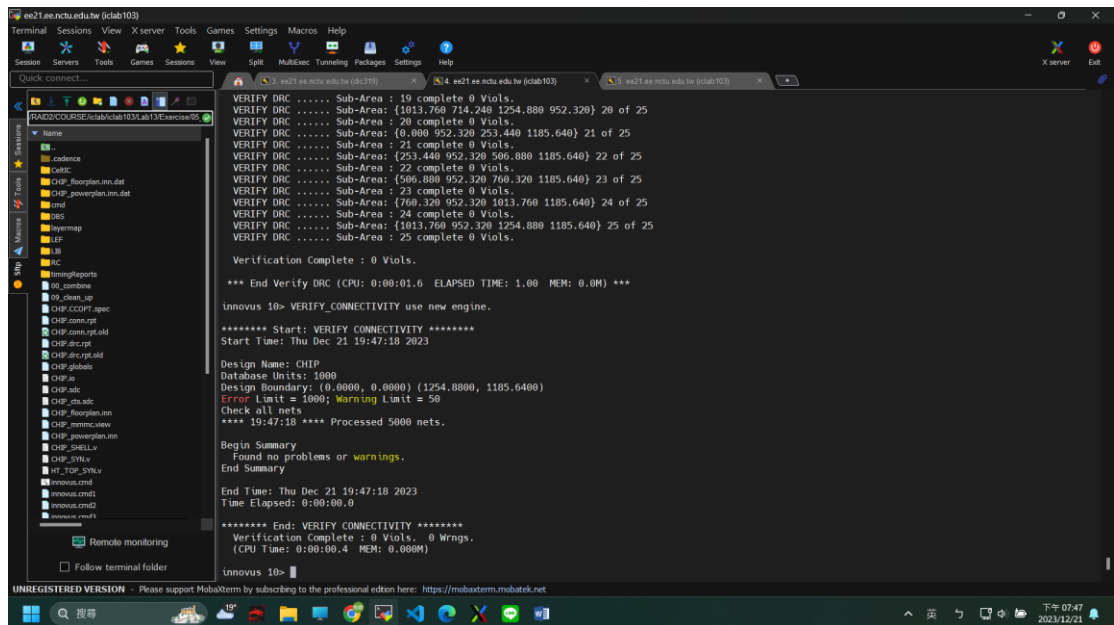 ee21.ee.nctu.edu.tw (iclab103)
Terminal Sessions View X server Tools Games Settings Macros Help
Session Servers Tools Games Sessions View Split MultiExec Tunneling Packages Settings Help X server Exit
Quick connect...
3. ee21.ee.nctu.edu.tw (dic319)
4. ee21.ee.nctu.edu.tw (iclab103)
5. ee21.ee.nctu.edu.tw (iclab103)
/RAID2/COURSE/iclab/iclab103/Lab13/Exercise/05_
Sessions
Tools
Macros
Sftp
Name
..
.cadence
CeltIC
CHIP_floorplan.inn.dat
CHIP_powerplan.inn.dat
cmd
DBS
layermap
LEF
LIB
RC
timingReports
00_combine
09_clean_up
CHIP.CCOPT.spec
CHIP.conn.rpt
CHIP.conn.rpt.old
CHIP.drc.rpt
CHIP.drc.rpt.old
CHIP.globals
CHIP.io
CHIP.sdc
CHIP_cts.sdc
CHIP_floorplan.inn
CHIP_mmmc.view
CHIP_powerplan.inn
CHIP_SHELL.v
CHIP_SYN.v
HT_TOP_SYN.v
innovus.cmd
innovus.cmd1
innovus.cmd2
innovus.cmd3
Remote monitoring
Follow terminal folder
VERIFY DRC ...... Sub-Area : 19 complete 0 Viols.
VERIFY DRC ...... Sub-Area: {1013.760 714.240 1254.880 952.320} 20 of 25
VERIFY DRC ...... Sub-Area : 20 complete 0 Viols.
VERIFY DRC ...... Sub-Area: {0.000 952.320 253.440 1185.640} 21 of 25
VERIFY DRC ...... Sub-Area : 21 complete 0 Viols.
VERIFY DRC ...... Sub-Area: {253.440 952.320 506.880 1185.640} 22 of 25
VERIFY DRC ...... Sub-Area : 22 complete 0 Viols.
VERIFY DRC ...... Sub-Area: {506.880 952.320 760.320 1185.640} 23 of 25
VERIFY DRC ...... Sub-Area : 23 complete 0 Viols.
VERIFY DRC ...... Sub-Area: {760.320 952.320 1013.760 1185.640} 24 of 25
VERIFY DRC ...... Sub-Area : 24 complete 0 Viols.
VERIFY DRC ...... Sub-Area: {1013.760 952.320 1254.880 1185.640} 25 of 25
VERIFY DRC ...... Sub-Area : 25 complete 0 Viols.
Verification Complete : 0 Viols.
*** End Verify DRC (CPU: 0:00:01.6 ELAPSED TIME: 1.00 MEM: 0.0M) ***
innovus 10> VERIFY_CONNECTIVITY use new engine.
******** Start: VERIFY CONNECTIVITY ********
Start Time: Thu Dec 21 19:47:18 2023
Design Name: CHIP
Database Units: 1000
Design Boundary: (0.0000, 0.0000) (1254.8800, 1185.6400)
Error Limit = 1000; Warning Limit = 50
Check all nets
**** 19:47:18 **** Processed 5000 nets.
Begin Summary
Found no problems or warnings.
End Summary
End Time: Thu Dec 21 19:47:18 2023
Time Elapsed: 0:00:00.0
******** End: VERIFY CONNECTIVITY ********
Verification Complete : 0 Viols. 0 Wrngs.
(CPU Time: 0:00:00.4 MEM: 0.000M)
innovus 10>
UNREGISTERED VERSION - Please support MobaXterm by subscribing to the professional edition here: https://mobaxterm.mobatek.net
搜尋
19°
英
ㄅ
下午 07:47
2023/12/21